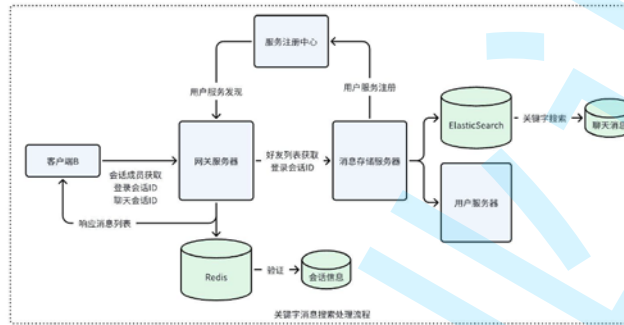 服务注册中心
用户服务发现
用户服务注册
ElasticSearch
关键字搜索
聊天消息
客户端B
会话成员获取
登录会话ID
聊天会话ID
网关服务器
好友列表获取
登录会话ID
消息存储服务器
用户服务器
响应消息列表
Redis
验证
会话信息
关键字消息搜索处理流程